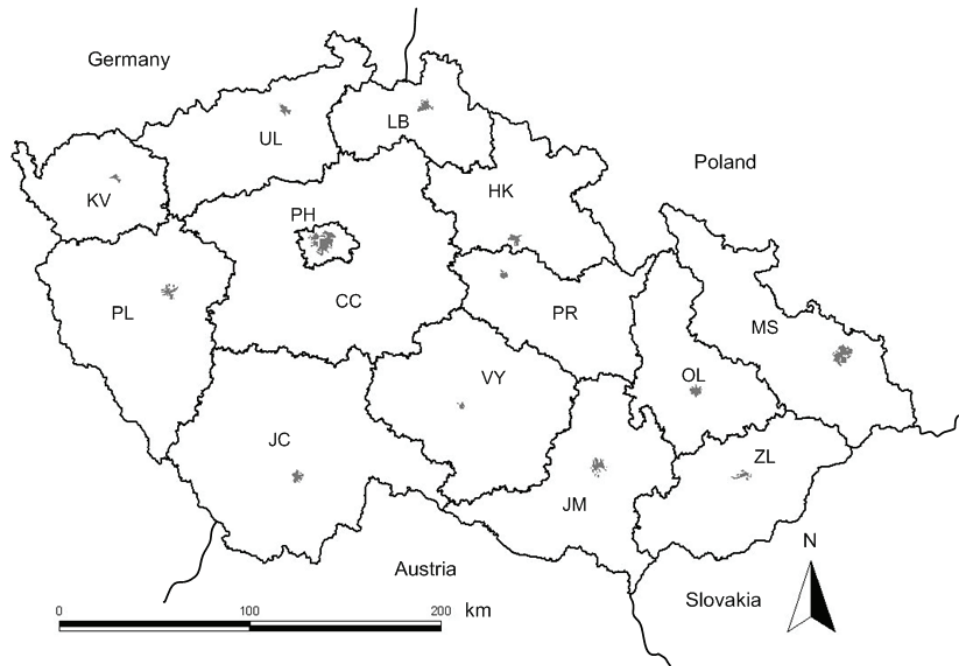 Germany
UL
LB
Poland
KV
HK
PH
PL
CC
PR
MS
VY
OL
JC
ZL
JM
N
Austria
Slovakia
0 100 200 km